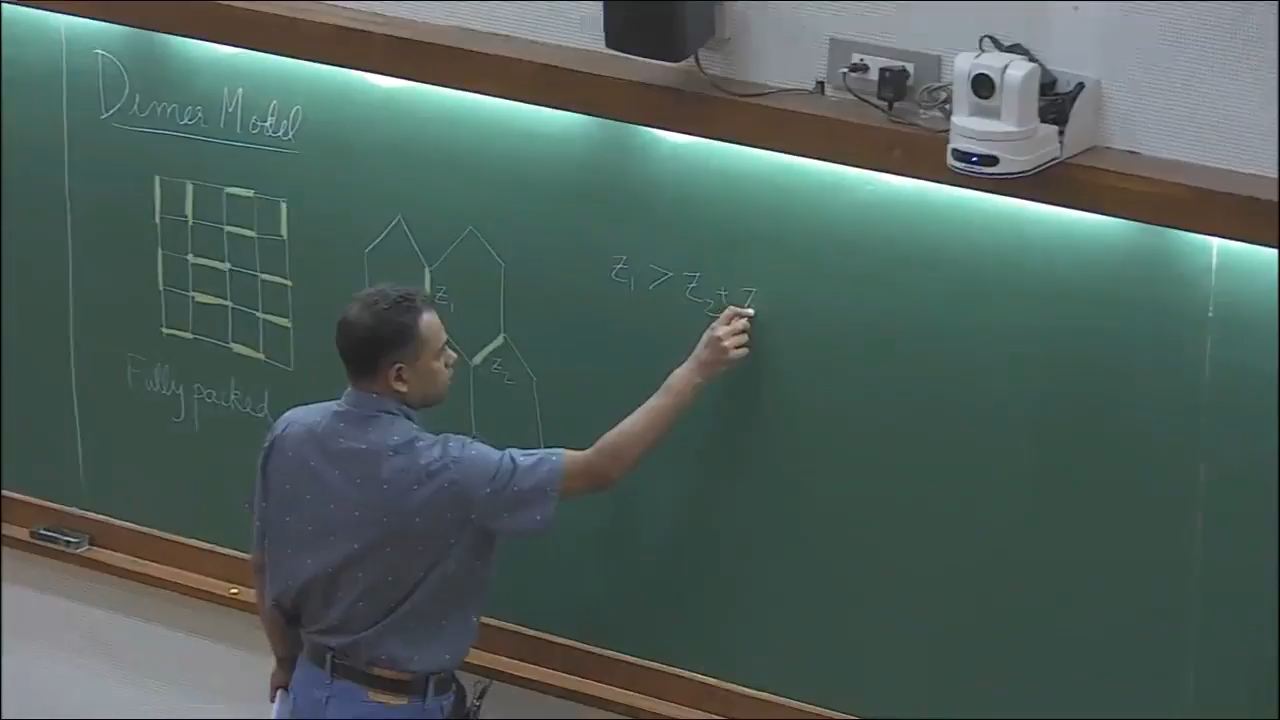 Dimer Model
Fully packed
z₁
z₂
z₁ > z₂ + z